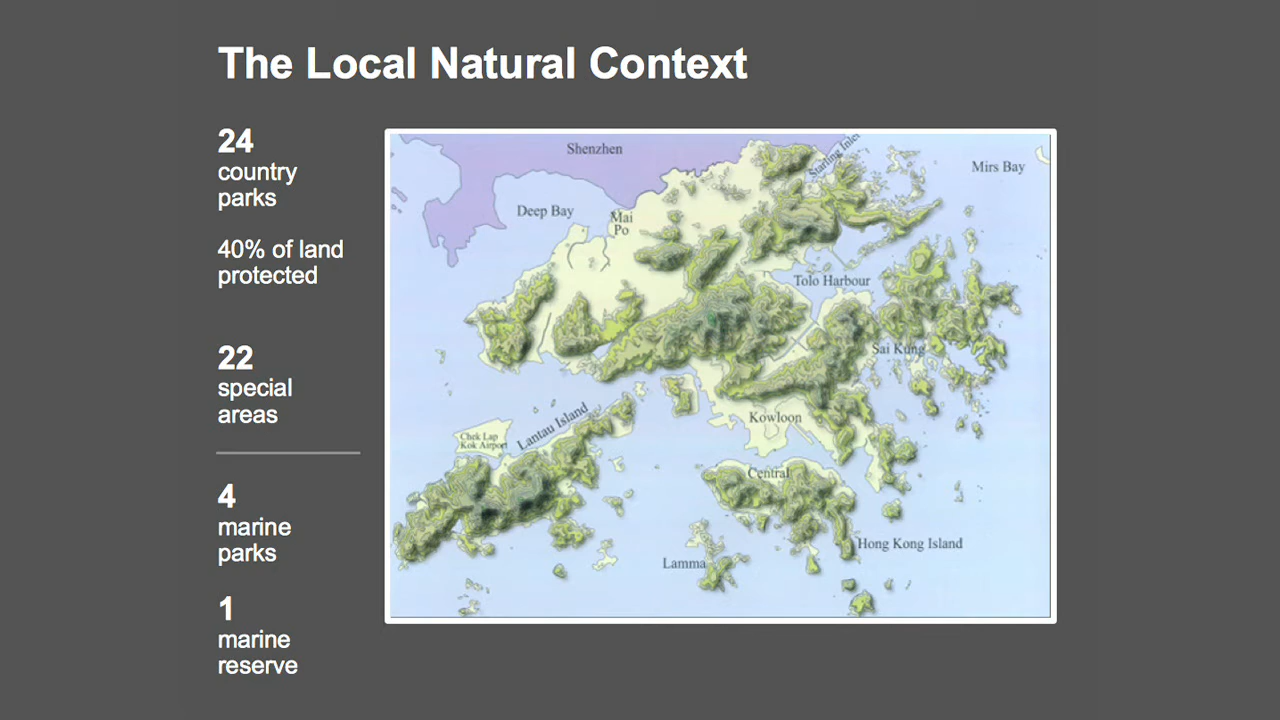 The Local Natural Context
24
country
parks
40% of land
protected
22
special
areas
4
marine
parks
1
marine
reserve
Shenzhen
Starling Inlet
Mirs Bay
Deep Bay
Mai
Po
Tolo Harbour
Sai Kung
Kowloon
Chek Lap
Kok Airport
Lantau Island
Central
Hong Kong Island
Lamma